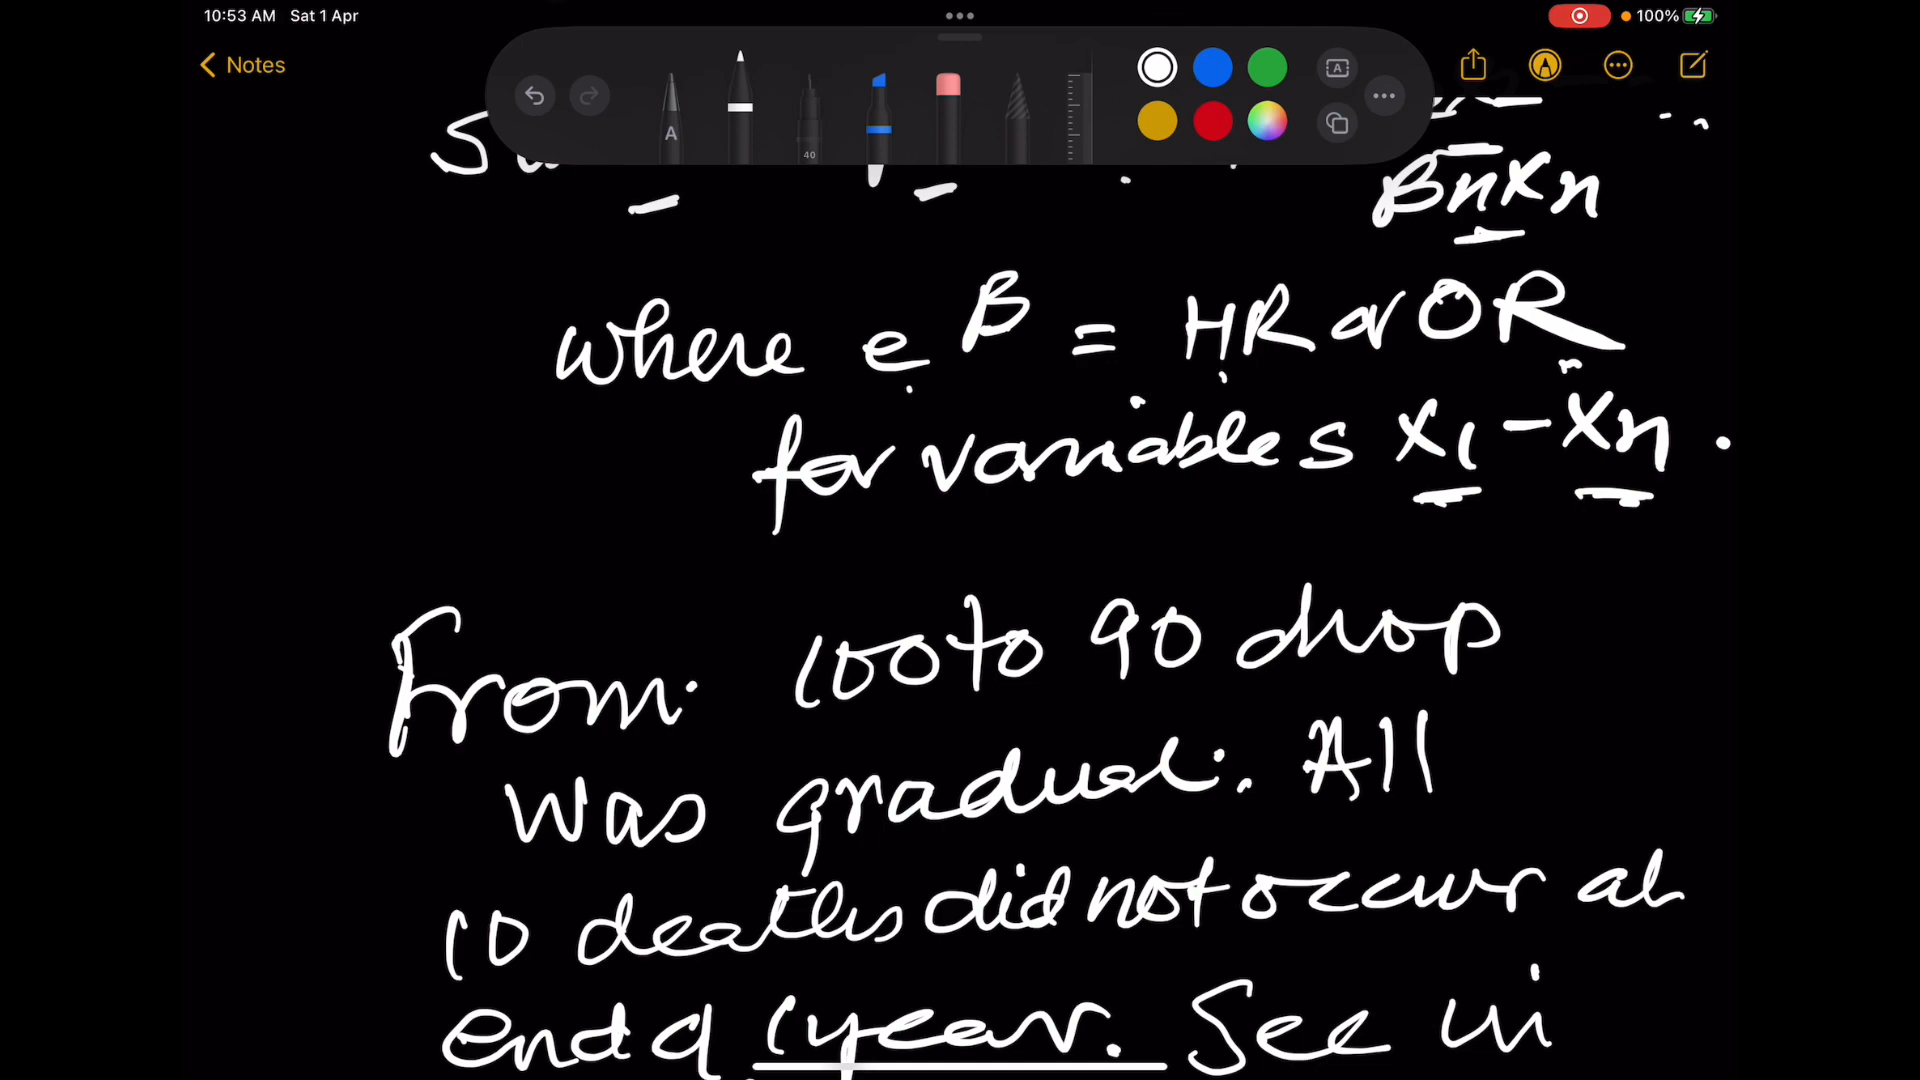 10:53 AM Sat 1 Apr
100%
Notes
A
40
A
BnXn
where e B = HR or OR
for variables X1 - Xn .
From. 100 to 90 drop
was gradual. All
10 deaths did not occur at
end of 1 year. See in